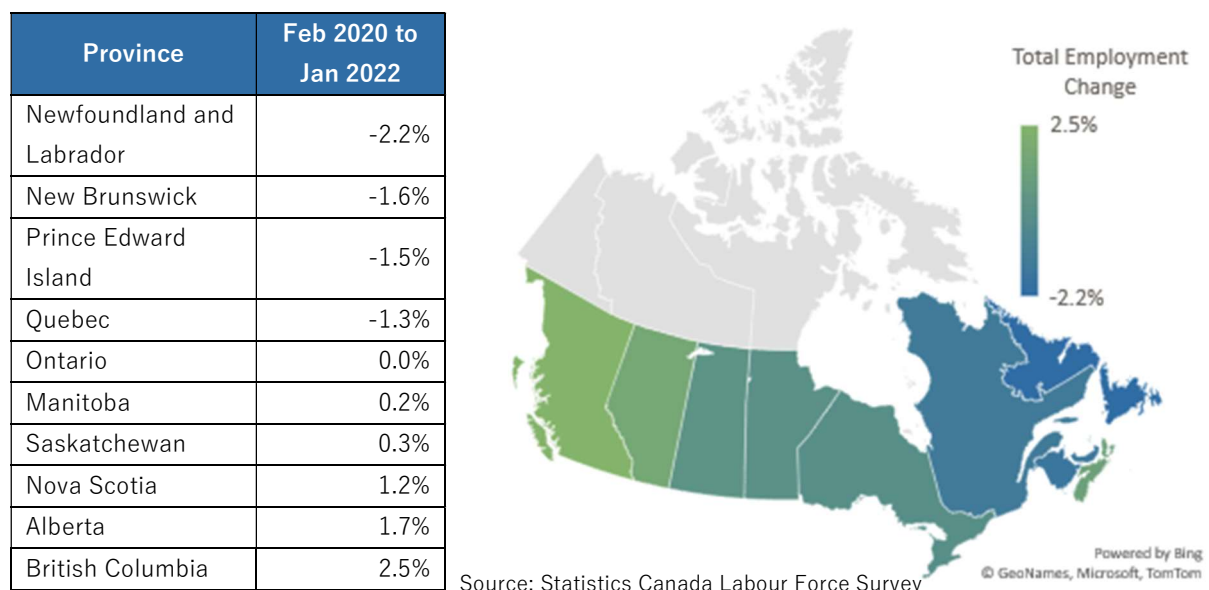 Province
Feb 2020 to
Jan 2022
Newfoundland and
Labrador
-2.2%
New Brunswick
-1.6%
Prince Edward
Island
-1.5%
Quebec
-1.3%
Ontario
0.0%
Manitoba
0.2%
Saskatchewan
0.3%
Nova Scotia
1.2%
Alberta
1.7%
British Columbia
2.5%
Total Employment
Change
2.5%
-2.2%
Powered by Bing
© GeoNames, Microsoft, TomTom
Source: Statistics Canada Labour Force Survey